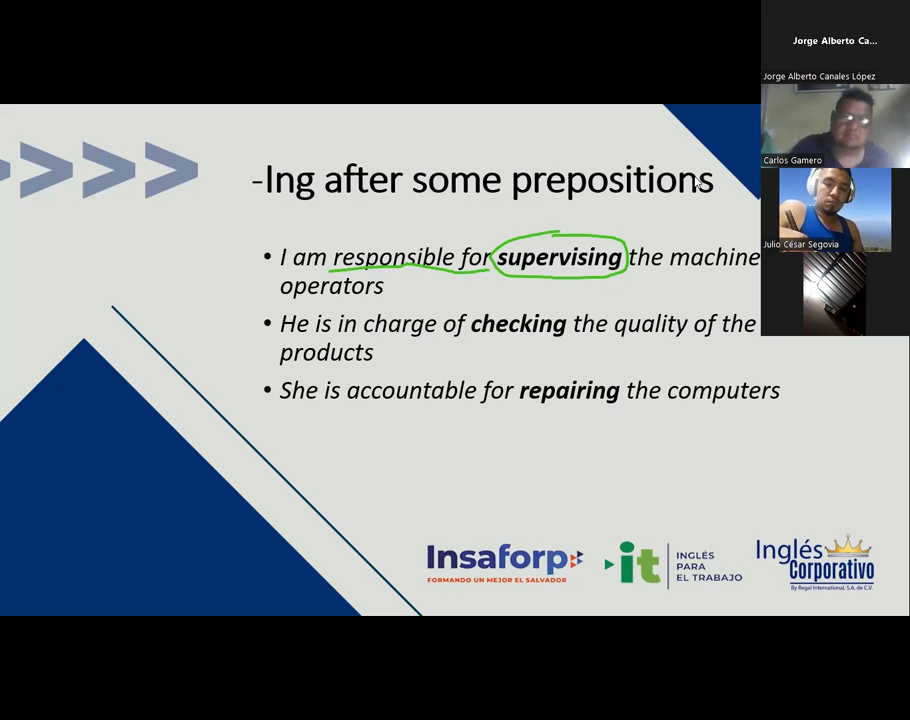 Jorge Alberto Ca...
Jorge Alberto Canales López
Carlos Gamero
Julio César Segovia
-Ing after some prepositions
• I am responsible for supervising the machine
operators
• He is in charge of checking the quality of the
products
• She is accountable for repairing the computers
Insaforp
FORMANDO UN MEJOR EL SALVADOR
it
INGLÉS
PARA
EL TRABAJO
Inglés
Corporativo
By Regal International, S.A. de C.V.